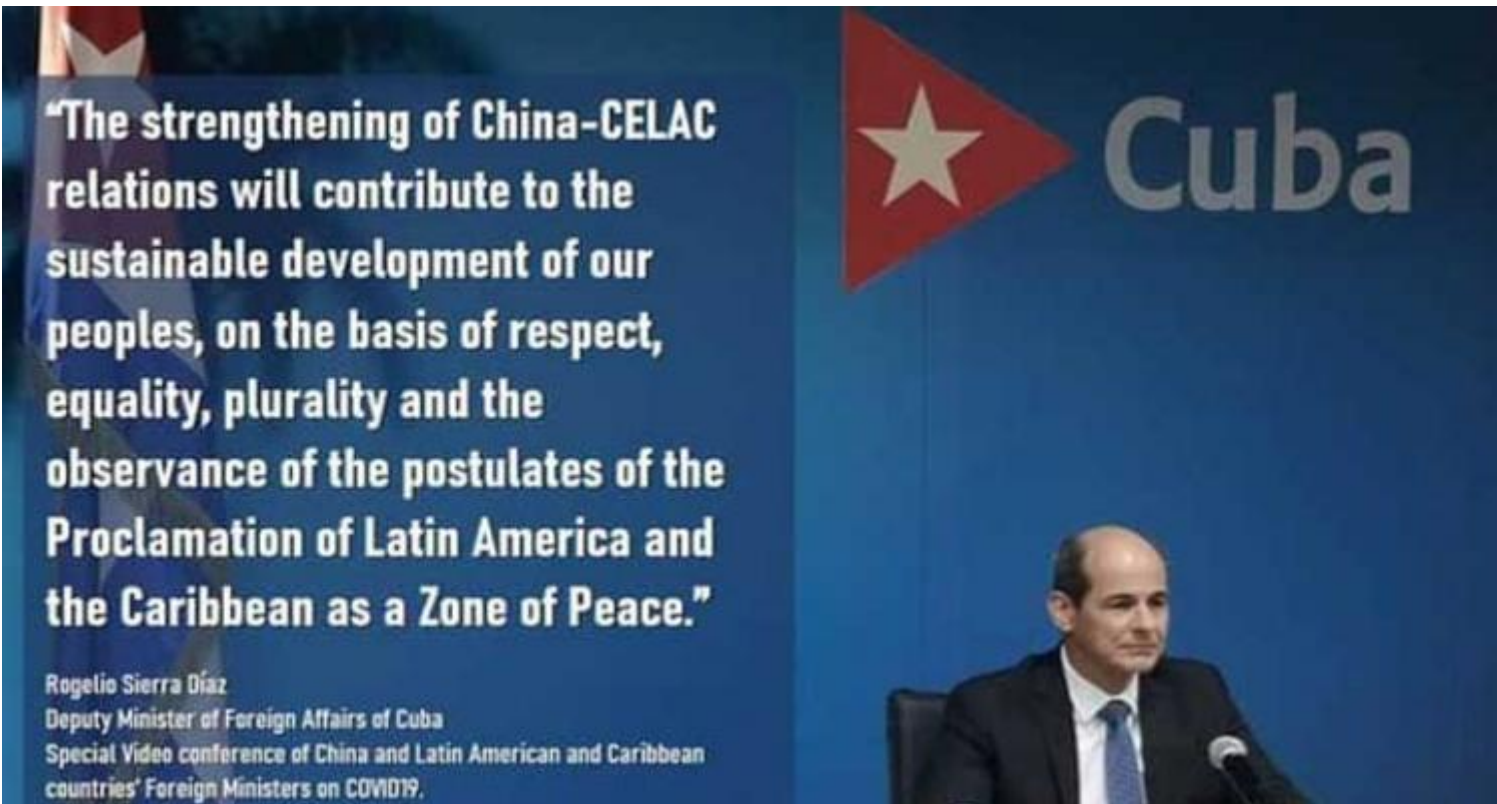 “The strengthening of China-CELAC
relations will contribute to the
sustainable development of our
peoples, on the basis of respect,
equality, plurality and the
observance of the postulates of the
Proclamation of Latin America and
the Caribbean as a Zone of Peace.”
Rogelio Sierra Díaz
Deputy Minister of Foreign Affairs of Cuba
Special Video conference of China and Latin American and Caribbean
countries' Foreign Ministers on COVID19.
Cuba